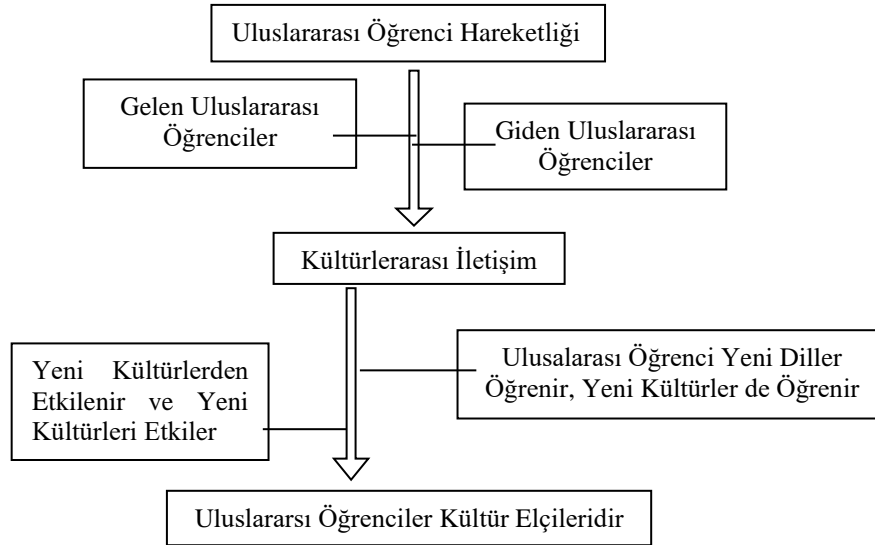 Uluslararası Öğrenci Hareketliği
Gelen Uluslararası
Öğrenciler
Giden Uluslararası
Öğrenciler
Kültürlerarası İletişim
Yeni Kültürlerden
Etkilenir ve Yeni
Kültürleri Etkiler
Ulusalarası Öğrenci Yeni Diller
Öğrenir, Yeni Kültürler de Öğrenir
Uluslararsı Öğrenciler Kültür Elçileridir